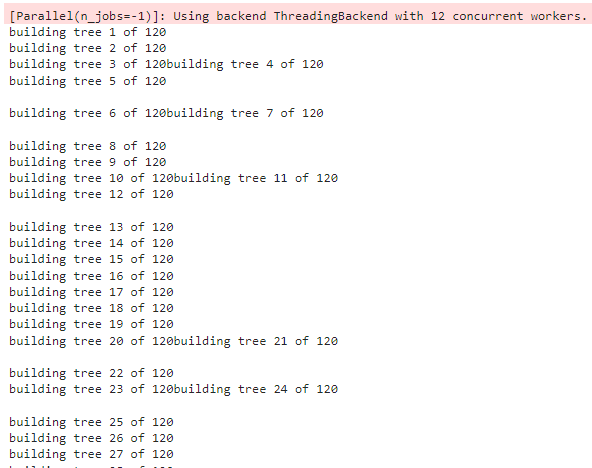 [Parallel(n_jobs=-1)]: Using backend ThreadingBackend with 12 concurrent workers.
building tree 1 of 120
building tree 2 of 120
building tree 3 of 120building tree 4 of 120
building tree 5 of 120
building tree 6 of 120building tree 7 of 120
building tree 8 of 120
building tree 9 of 120
building tree 10 of 120building tree 11 of 120
building tree 12 of 120
building tree 13 of 120
building tree 14 of 120
building tree 15 of 120
building tree 16 of 120
building tree 17 of 120
building tree 18 of 120
building tree 19 of 120
building tree 20 of 120building tree 21 of 120
building tree 22 of 120
building tree 23 of 120building tree 24 of 120
building tree 25 of 120
building tree 26 of 120
building tree 27 of 120